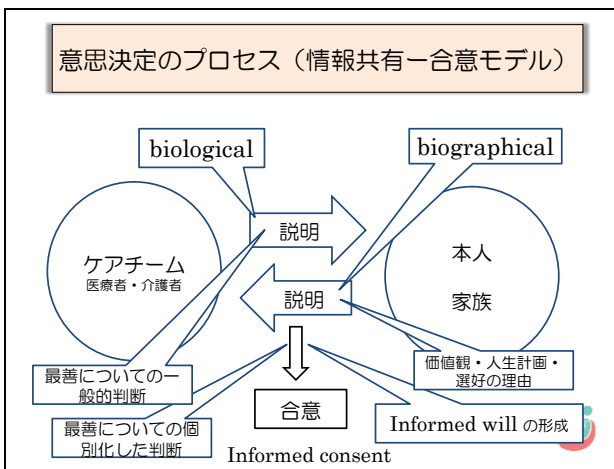 意思決定のプロセス（情報共有ー合意モデル）
biological
biographical
説明
ケアチーム
医療者・介護者
本人
家族
説明
最善についての一
般的判断
価値観・人生計画・
選好の理由
合意
最善についての個
別化した判断
Informed will の形成
Informed consent